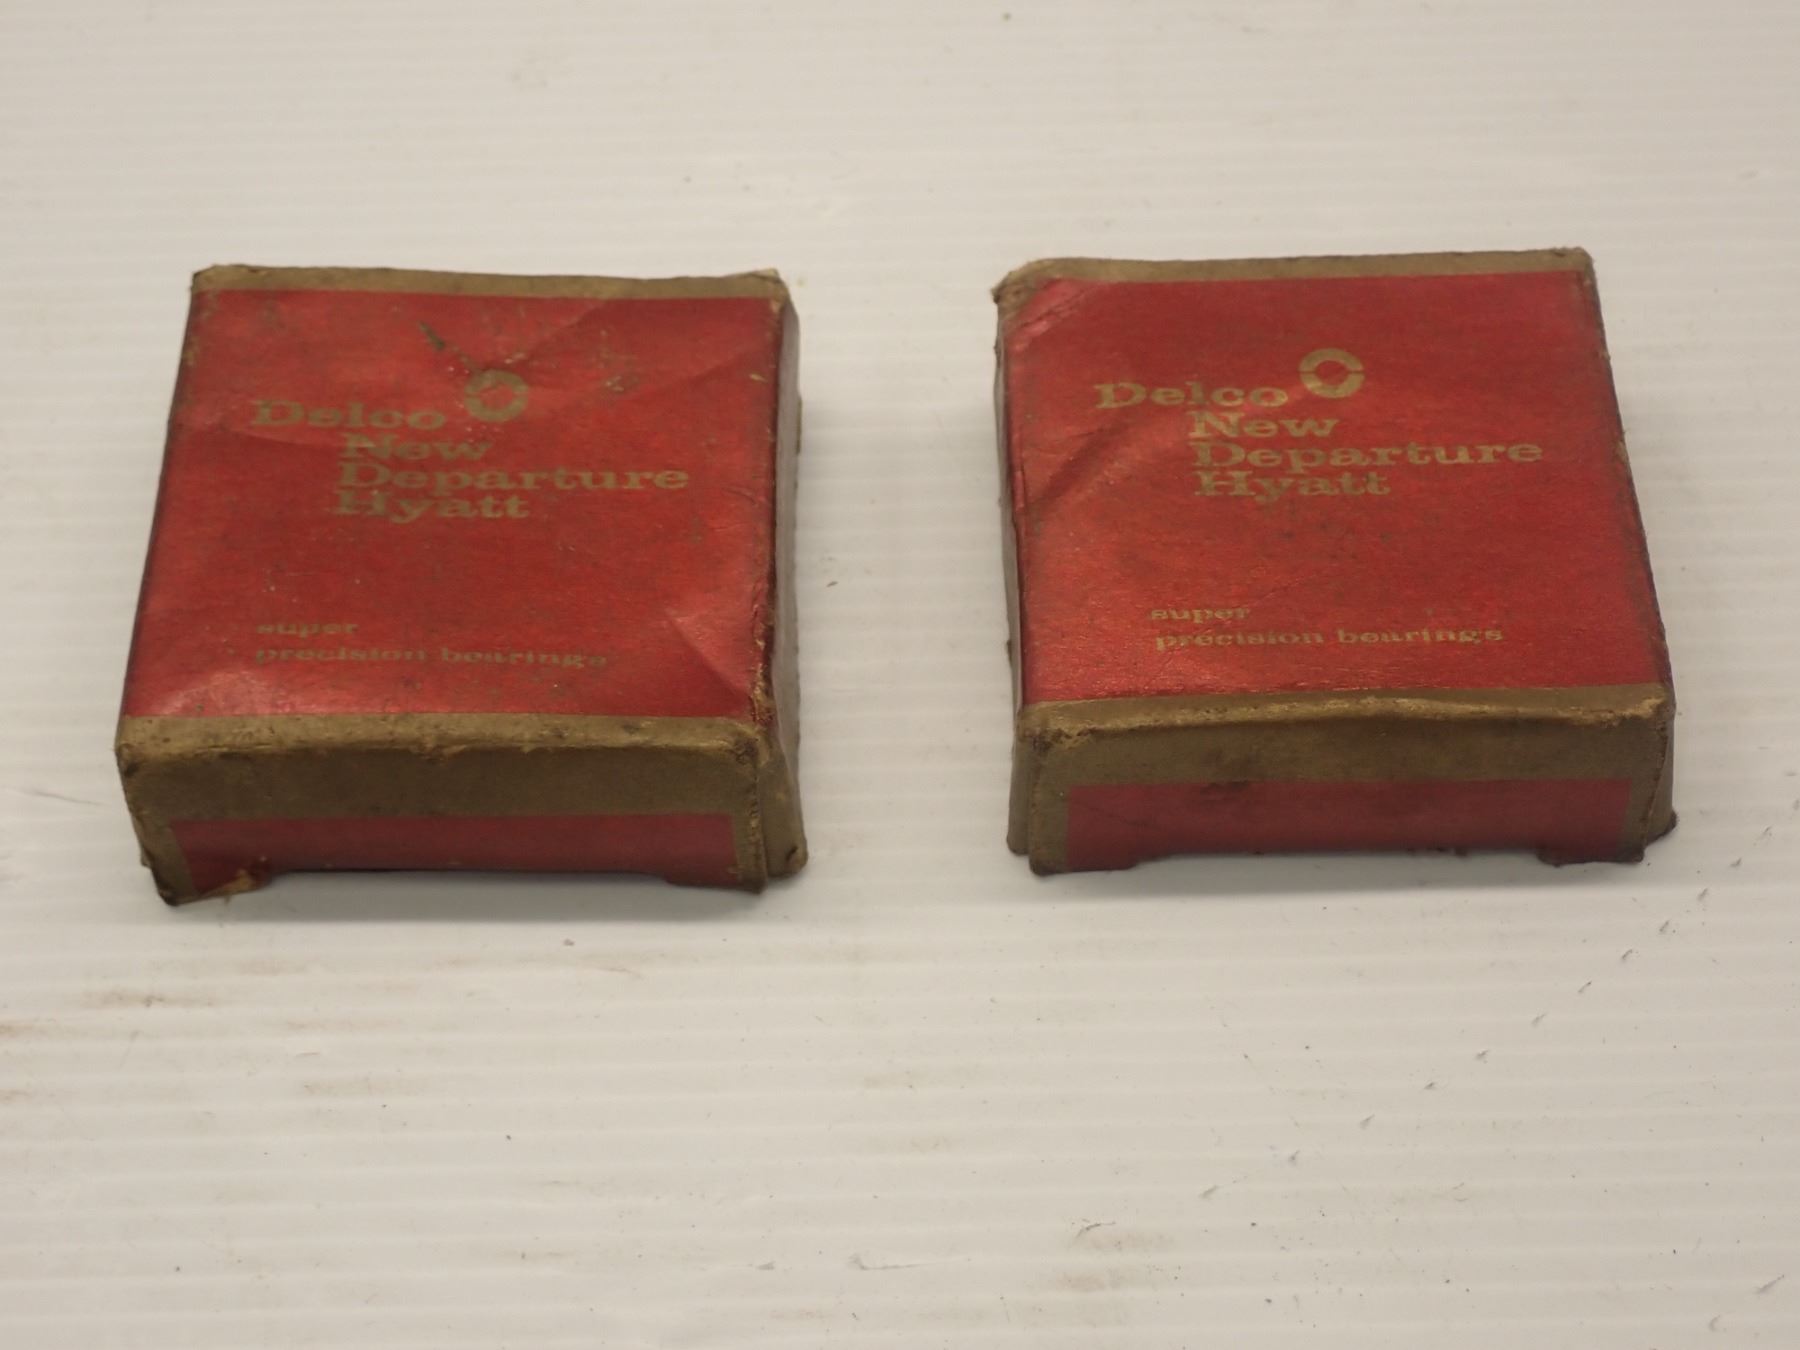 Delco
New
Departure
Hyatt
super
precision bearings
Delco
New
Departure
Hyatt
super
precision bearings